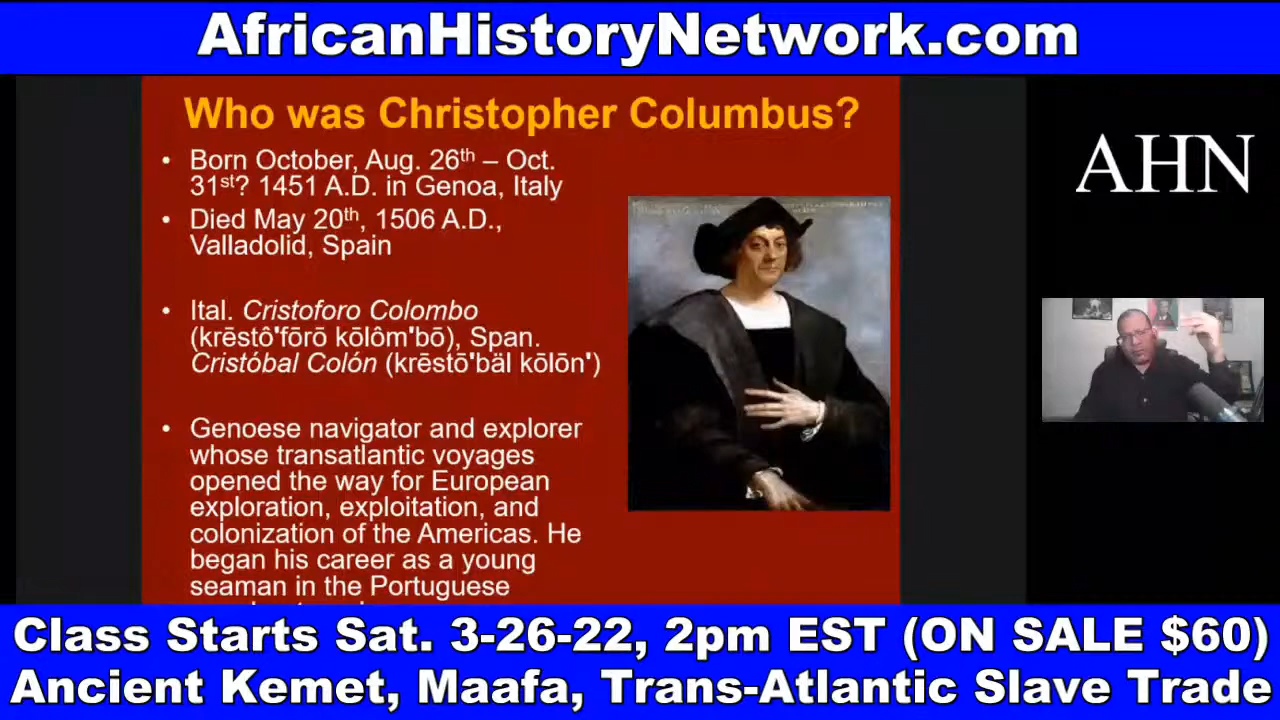 AfricanHistoryNetwork.com
Who was Christopher Columbus?
• Born October, Aug. 26th – Oct.
31st? 1451 A.D. in Genoa, Italy
• Died May 20th, 1506 A.D.,
Valladolid, Spain
• Ital. Cristoforo Colombo
(krēstô'fōrō kōlôm'bō), Span.
Cristóbal Colón (krēstō'bäl kōlōn')
• Genoese navigator and explorer
whose transatlantic voyages
opened the way for European
exploration, exploitation, and
colonization of the Americas. He
began his career as a young
seaman in the Portuguese
AHN
Class Starts Sat. 3-26-22, 2pm EST (ON SALE $60)
Ancient Kemet, Maafa, Trans-Atlantic Slave Trade